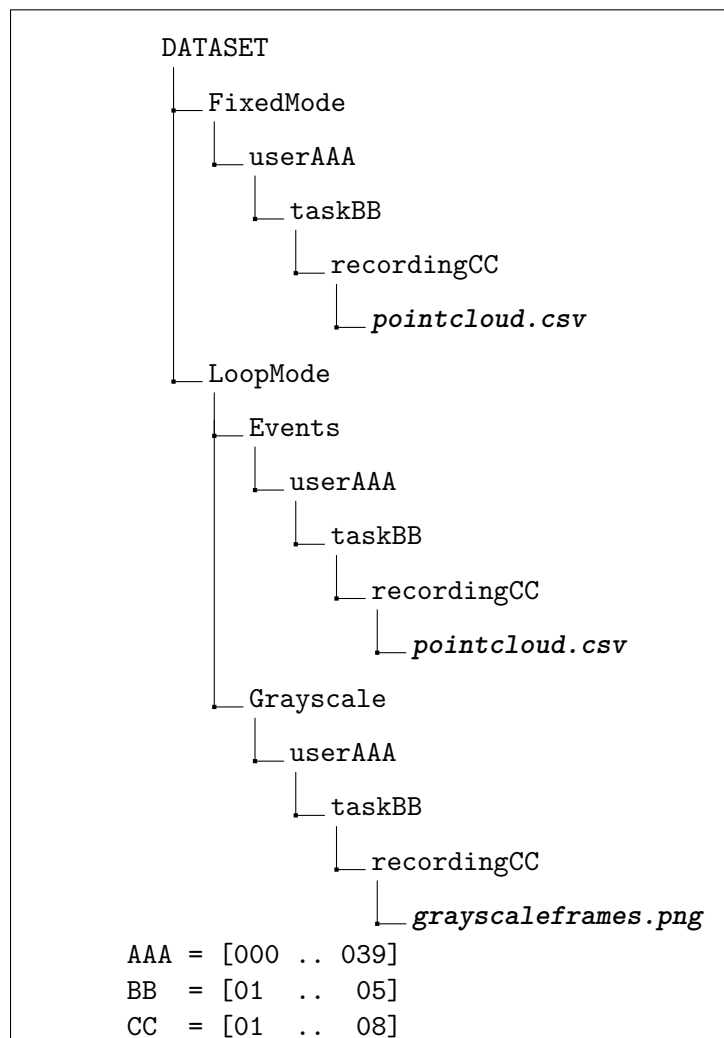 DATASET
FixedMode
userAAA
taskBB
recordingCC
pointcloud.csv
LoopMode
Events
userAAA
taskBB
recordingCC
pointcloud.csv
Grayscale
userAAA
taskBB
recordingCC
grayscaleframes.png
AAA = [000 .. 039]
BB = [01 .. 05]
CC = [01 .. 08]